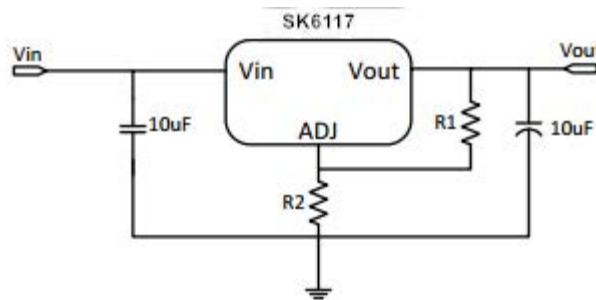 SK6117
Vin
Vout
Vin
Vout
10uF
R1
10uF
ADJ
R2